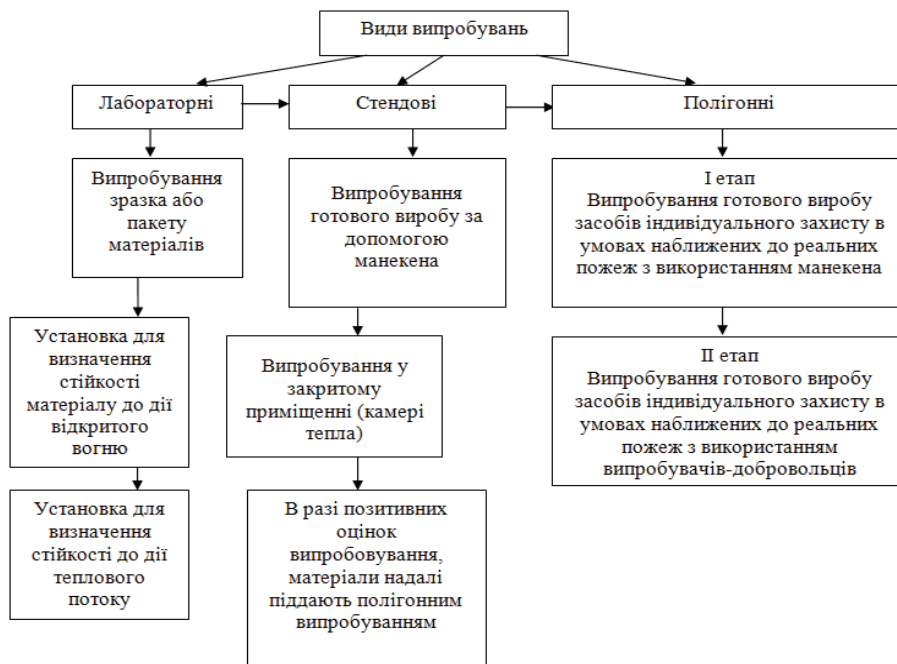 Види випробувань
Лабораторні
Стендові
Полігонні
Випробування
зразка або
пакету
матеріалів
Випробування
готового виробу за
допомогою
манекена
І етап
Випробування готового виробу
засобів індивідуального захисту в
умовах наближених до реальних
пожеж з використанням манекена
Установка для
визначення
стійкості
матеріалу до дії
відкритого
вогню
Випробування у
закритому
приміщенні (камері
тепла)
ІІ етап
Випробування готового виробу
засобів індивідуального захисту в
умовах наближених до реальних
пожеж з використанням
випробувачів-добровольців
Установка для
визначення
стійкості до дії
теплового
потоку
В разі позитивних
оцінок
випробовування,
матеріали надалі
піддають полігонним
випробуванням